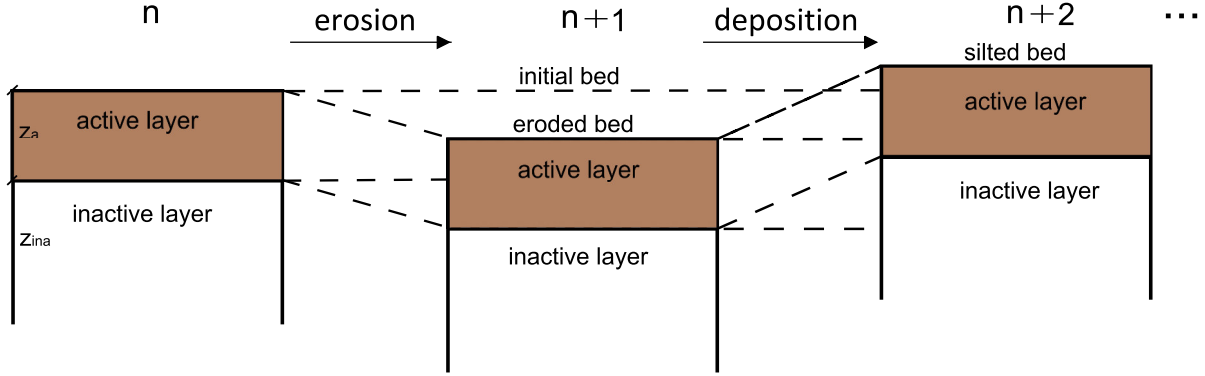 n erosion n+1 deposition n+2 ...
silted bed
initial bed
active layer
eroded bed
Za
active layer
inactive layer
inactive layer
Zina
inactive layer
active layer